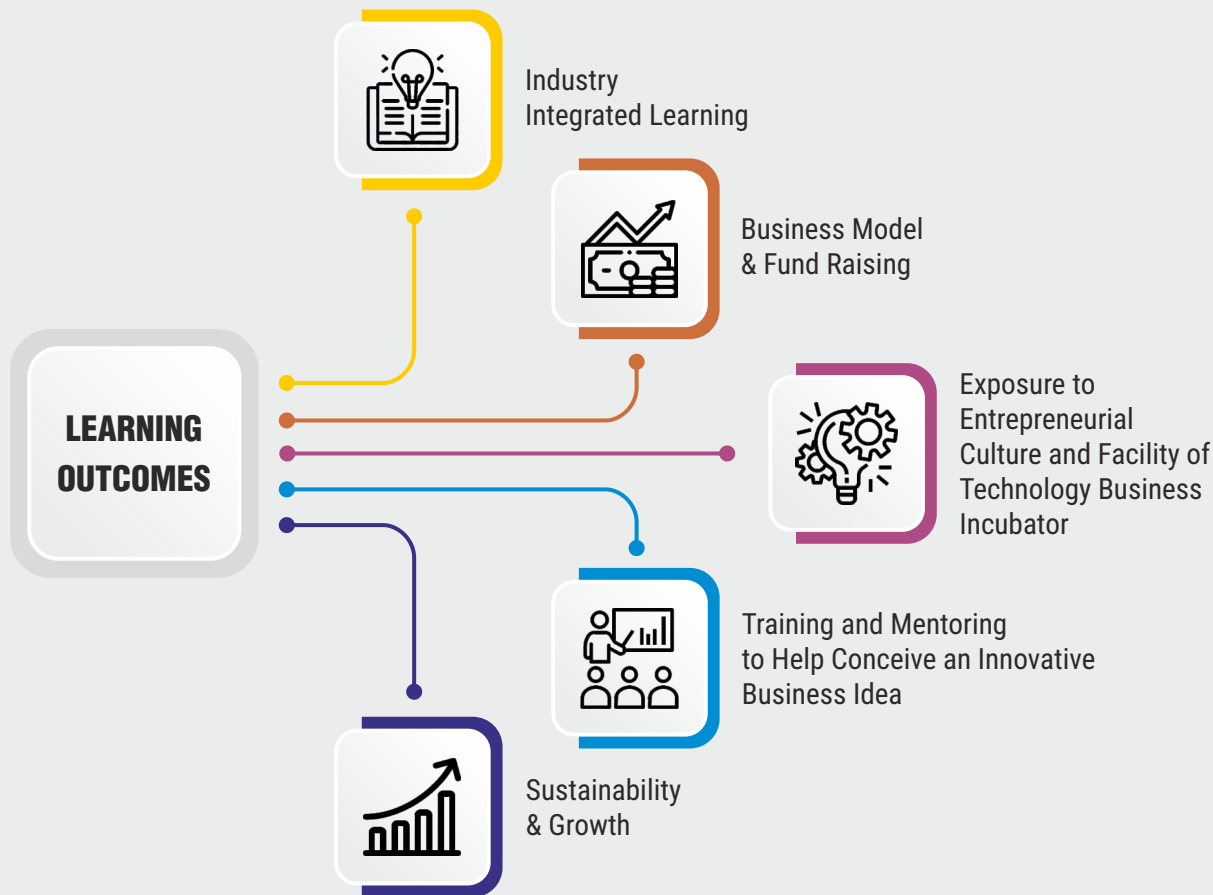 Industry
Integrated Learning
Business Model
& Fund Raising
LEARNING
OUTCOMES
Exposure to
Entrepreneurial
Culture and Facility of
Technology Business
Incubator
Training and Mentoring
to Help Conceive an Innovative
Business Idea
Sustainability
& Growth